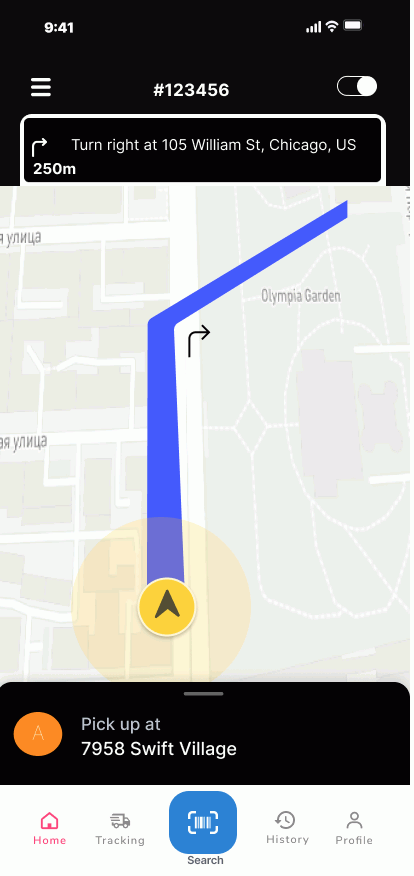 9:41
#123456
Turn right at 105 William St, Chicago, US
250m
я улица
Olympia Garden
ая улица
A
Pick up at
7958 Swift Village
Home
Tracking
Search
History
Profile